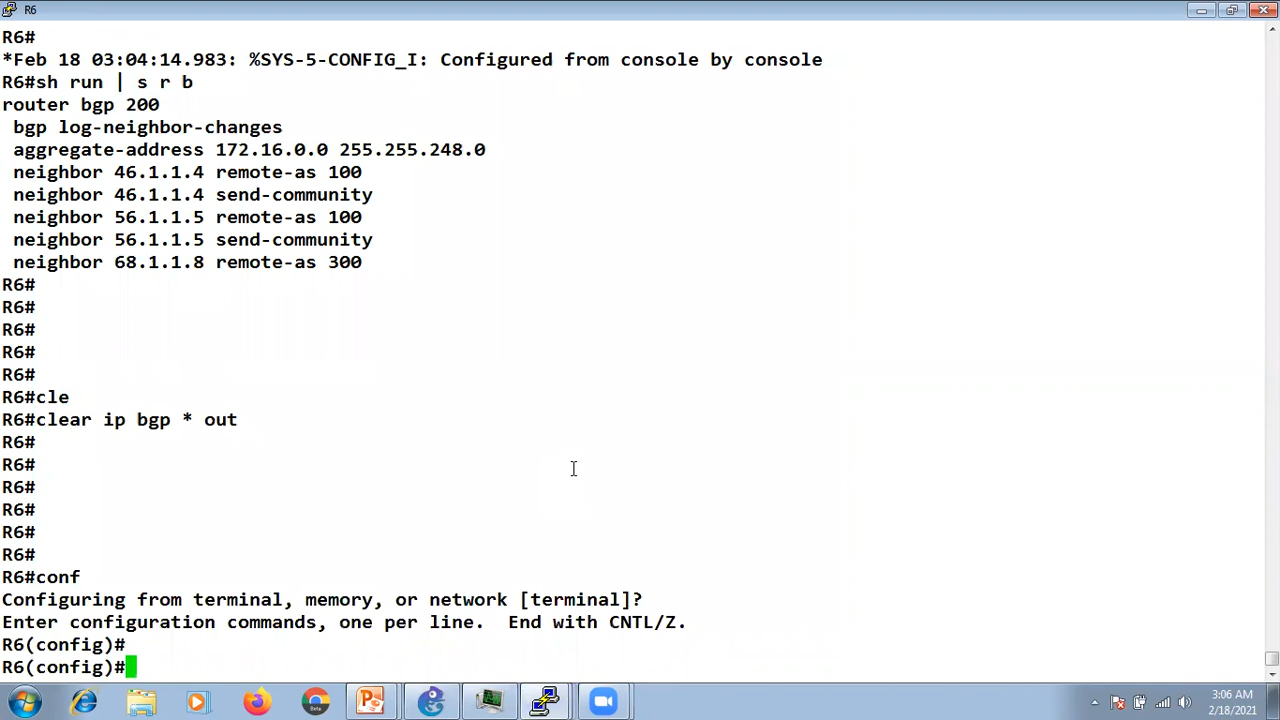 R6
R6#
*Feb 18 03:04:14.983: %SYS-5-CONFIG_I: Configured from console by console
R6#sh run | s r b
router bgp 200
 bgp log-neighbor-changes
 aggregate-address 172.16.0.0 255.255.248.0
 neighbor 46.1.1.4 remote-as 100
 neighbor 46.1.1.4 send-community
 neighbor 56.1.1.5 remote-as 100
 neighbor 56.1.1.5 send-community
 neighbor 68.1.1.8 remote-as 300
R6#
R6#
R6#
R6#
R6#
R6#cle
R6#clear ip bgp * out
R6#
R6#
R6#
R6#
R6#
R6#
R6#conf
Configuring from terminal, memory, or network [terminal]?
Enter configuration commands, one per line.  End with CNTL/Z.
R6(config)#
R6(config)#
Beta
3:06 AM
2/18/2021